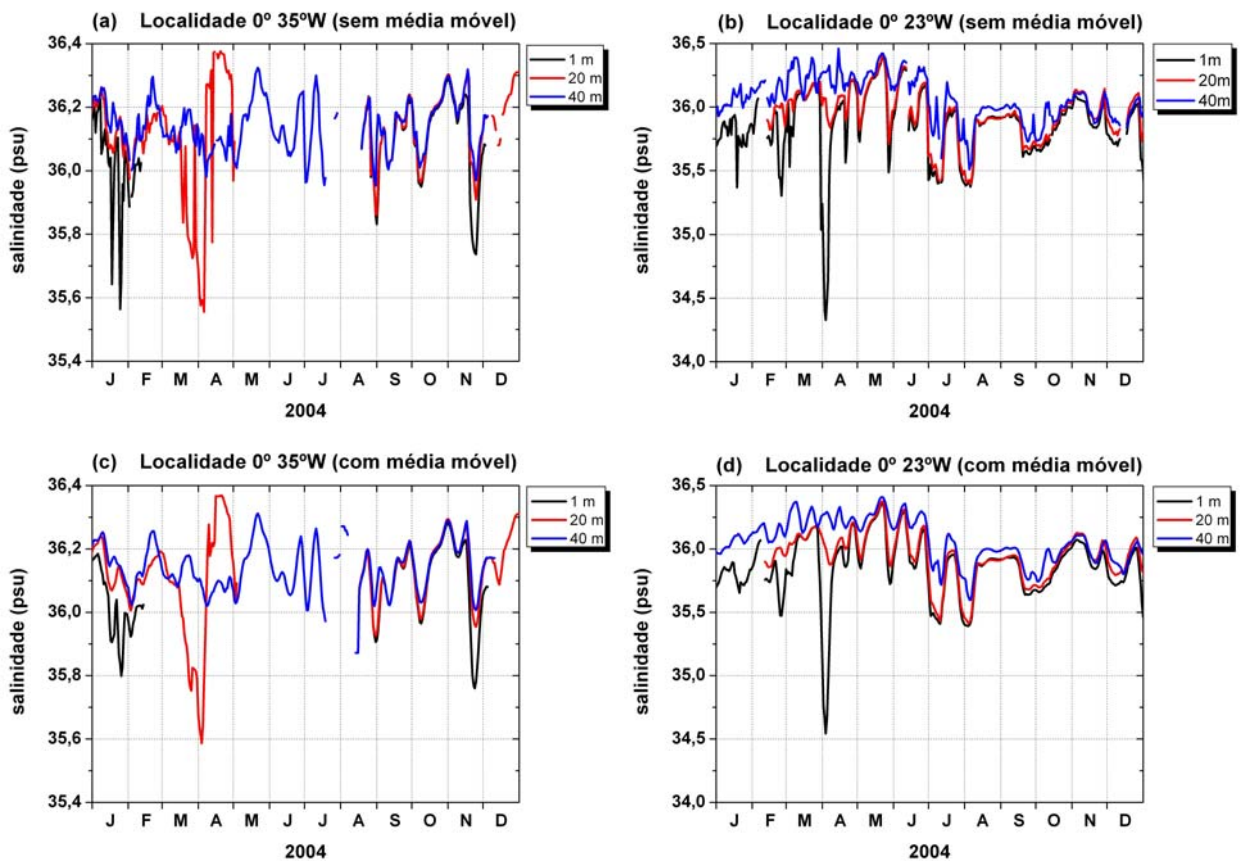 (a) Localidade 0º 35ºW (sem média móvel)
36,4
36,2
36,0
35,8
35,6
35,4
salinidade (psu)
J F M A M J J A S O N D
2004
1 m
20 m
40 m
(b) Localidade 0º 23ºW (sem média móvel)
36,5
36,0
35,5
35,0
34,5
34,0
salinidade (psu)
J F M A M J J A S O N D
2004
1 m
20m
40m
(c) Localidade 0º 35ºW (com média móvel)
36,4
36,2
36,0
35,8
35,6
35,4
salinidade (psu)
J F M A M J J A S O N D
2004
1 m
20 m
40 m
(d) Localidade 0º 23ºW (com média móvel)
36,5
36,0
35,5
35,0
34,5
34,0
salinidade (psu)
J F M A M J J A S O N D
2004
1 m
20 m
40 m